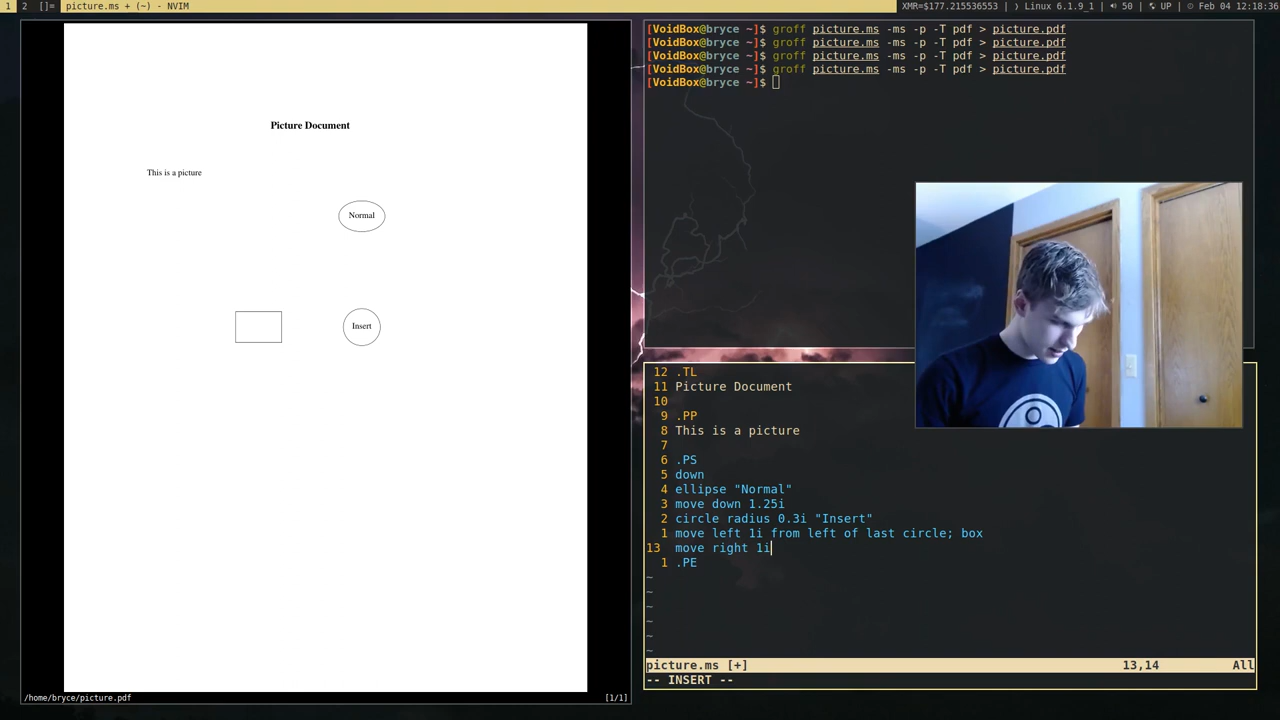 1 2 []= picture.ms + (~) - NVIM XMR=$177.215536553 | Linux 6.1.9_1 | 50 | UP | Feb 04 12:18:36
Picture Document
This is a picture
Normal
Insert
/home/bryce/picture.pdf [1/1]
[VoidBox@bryce ~]$ groff picture.ms -ms -p -T pdf > picture.pdf
[VoidBox@bryce ~]$ groff picture.ms -ms -p -T pdf > picture.pdf
[VoidBox@bryce ~]$ groff picture.ms -ms -p -T pdf > picture.pdf
[VoidBox@bryce ~]$ groff picture.ms -ms -p -T pdf > picture.pdf
[VoidBox@bryce ~]$
12 .TL
11 Picture Document
10
9 .PP
8 This is a picture
7
6 .PS
5 down
4 ellipse "Normal"
3 move down 1.25i
2 circle radius 0.3i "Insert"
1 move left 1i from left of last circle; box
13 move right 1i
1 .PE
~
~
~
~
~
~
picture.ms [+] 13,14 All
-- INSERT --